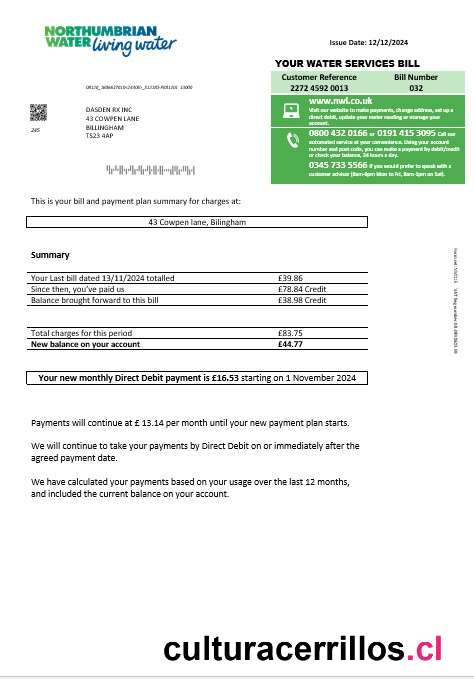 NORTHUMBRIAN
WATER living water
Issue Date: 12/12/2024
YOUR WATER SERVICES BILL
Customer Reference Bill Number
2272 4592 0013 032
www.nwl.co.uk
Visit our website to make payments, change address, set up a
direct debit, update your meter reading or manage your
account.
0800 432 0166 or 0191 415 3095 Call our
automated service at your convenience. Using your account
number and post code, you can make a payment by debit/credit
or check your balance, 24 hours a day.
0345 733 5566 if you would prefer to speak with a
customer advisor (8am-8pm Mon to Fri, 8am-1pm on Sat).
DASDEN RX INC
43 COWPEN LANE
BILLINGHAM
TS23 4AP
245
This is your bill and payment plan summary for charges at:
43 Cowpen lane, Bilingham
Summary
Your Last bill dated 13/11/2024 totalled £39.86
Since then, you've paid us £78.84 Credit
Balance brought forward to this bill £38.98 Credit
Total charges for this period £83.75
New balance on your account £44.77
Your new monthly Direct Debit payment is £16.53 starting on 1 November 2024
Payments will continue at £ 13.14 per month until your new payment plan starts.
We will continue to take your payments by Direct Debit on or immediately after the
agreed payment date.
We have calculated your payments based on your usage over the last 12 months,
and included the current balance on your account.
culturacerrillos.cl